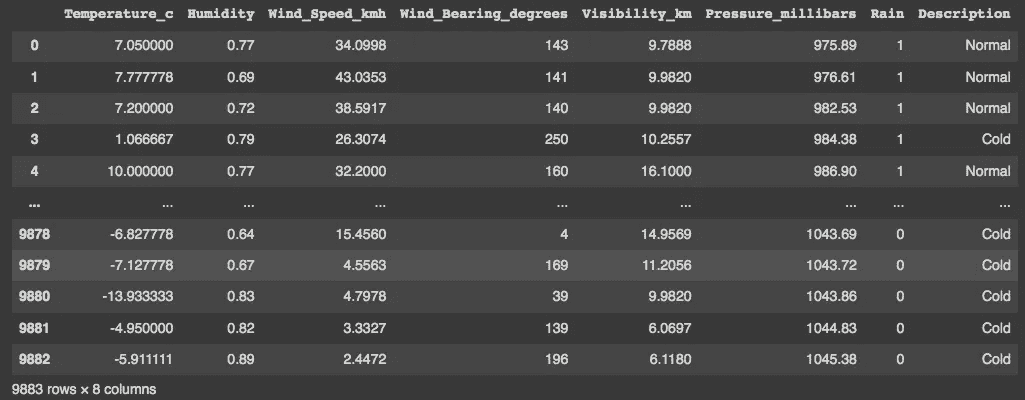 Temperature_c Humidity Wind_Speed_kmh Wind_Bearing_degrees Visibility_km Pressure_millibars Rain Description
0 7.050000 0.77 34.0998 143 9.7888 975.89 1 Normal
1 7.777778 0.69 43.0353 141 9.9820 976.61 1 Normal
2 7.200000 0.72 38.5917 140 9.9820 982.53 1 Normal
3 1.066667 0.79 26.3074 250 10.2557 984.38 1 Cold
4 10.000000 0.77 32.2000 160 16.1000 986.90 1 Normal
... ... ... ... ... ... ... ... ...
9878 -6.827778 0.64 15.4560 4 14.9569 1043.69 0 Cold
9879 -7.127778 0.67 4.5563 169 11.2056 1043.72 0 Cold
9880 -13.933333 0.83 4.7978 39 9.9820 1043.86 0 Cold
9881 -4.950000 0.82 3.3327 139 6.0697 1044.83 0 Cold
9882 -5.911111 0.89 2.4472 196 6.1180 1045.38 0 Cold
9883 rows × 8 columns